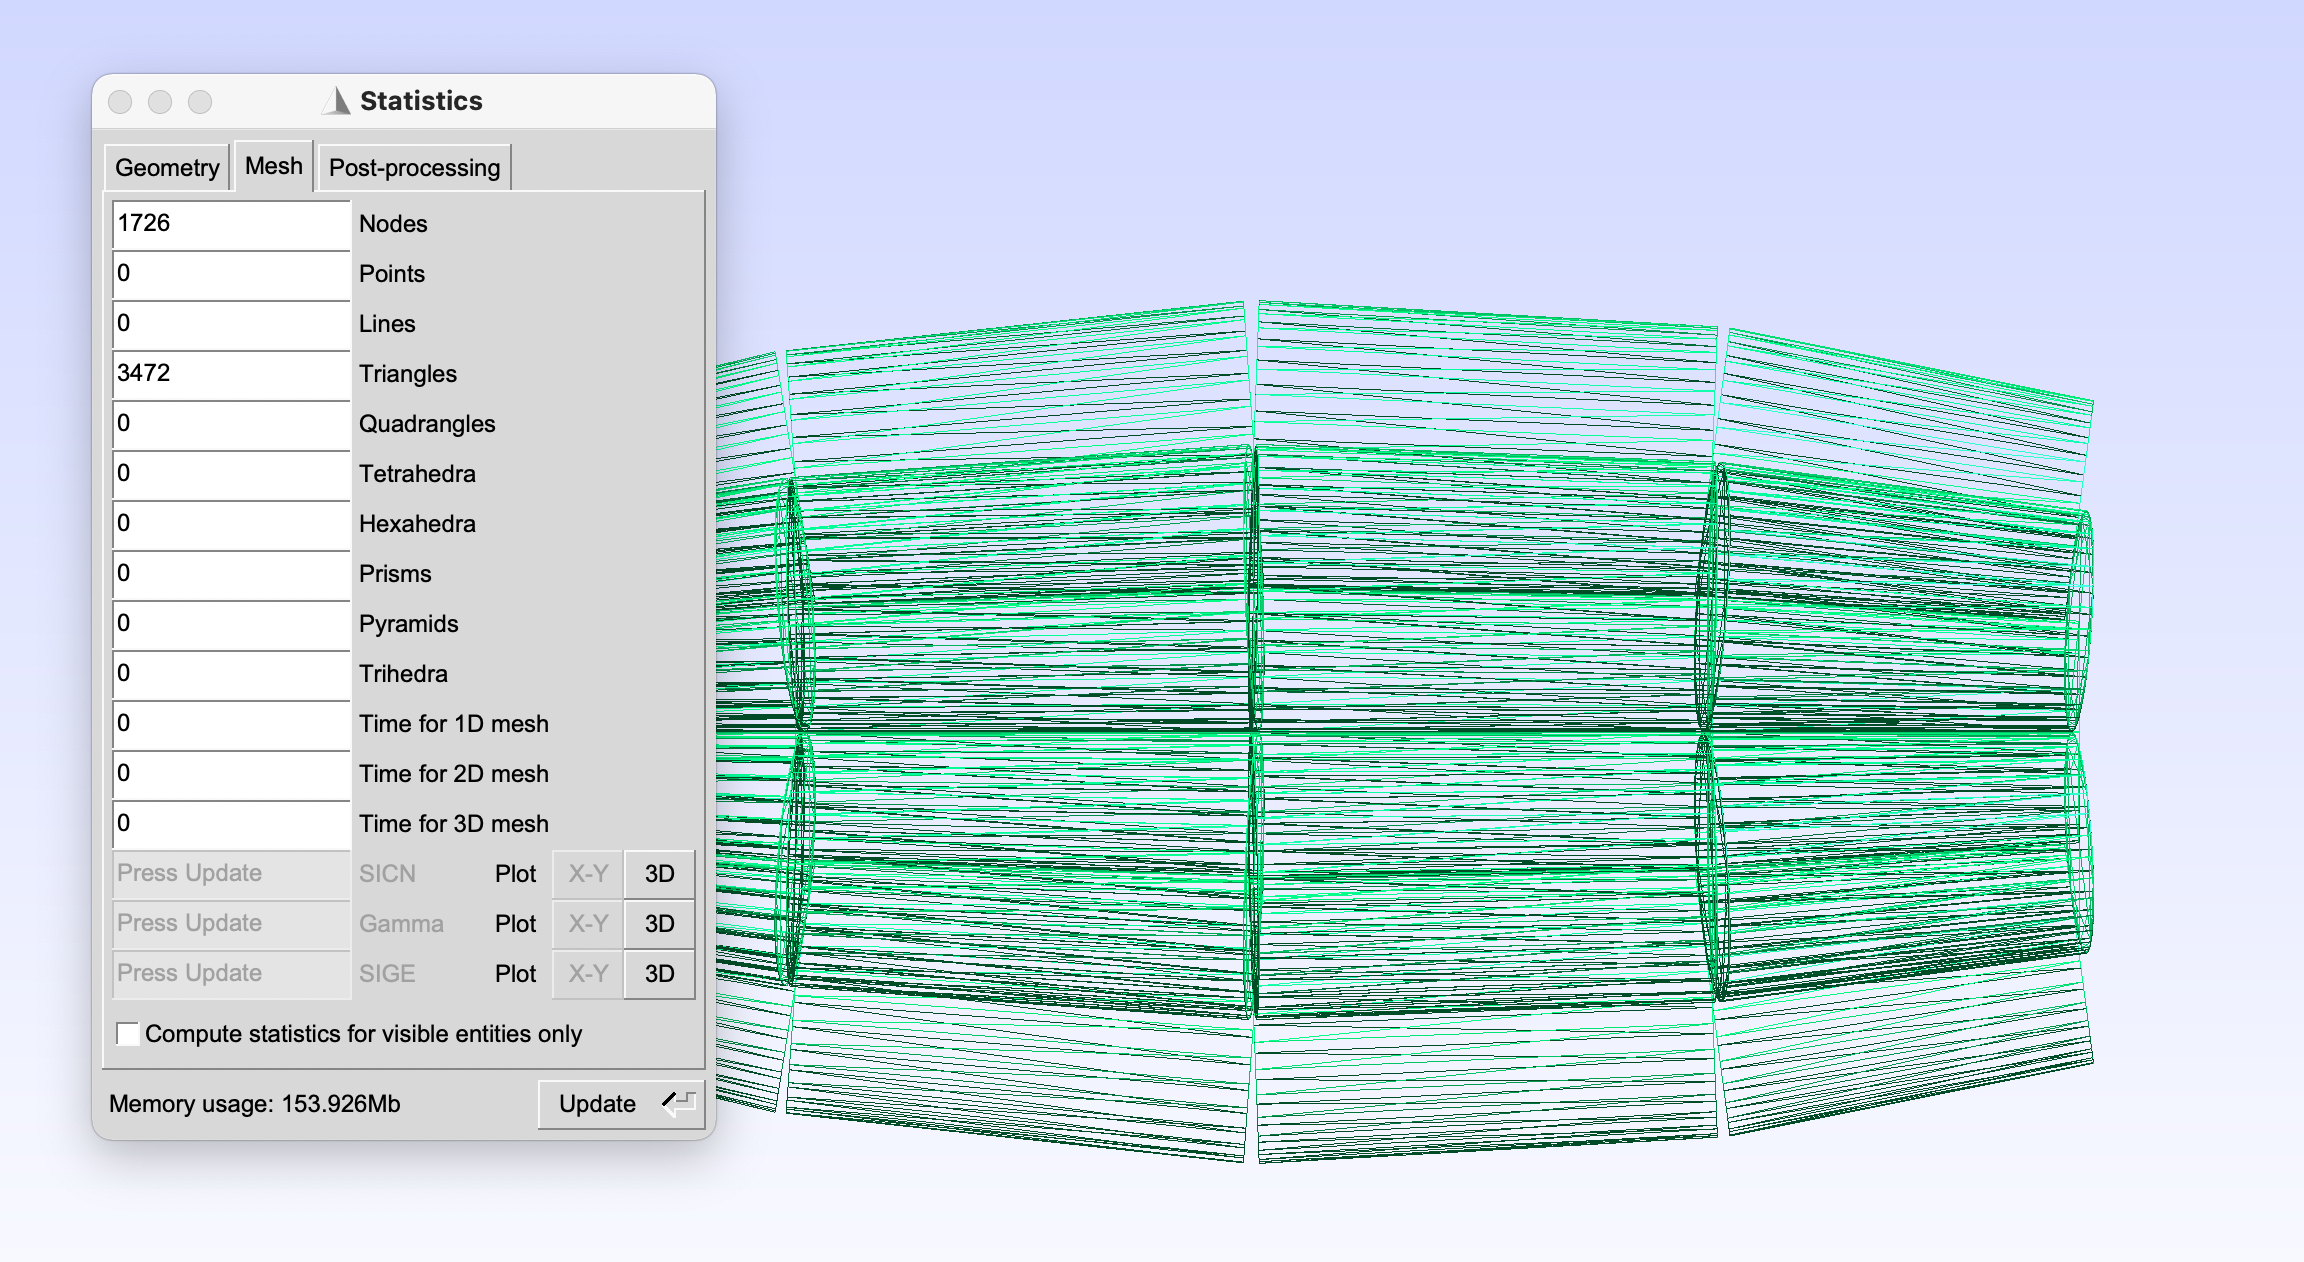 Statistics
Geometry Mesh Post-processing
1726 Nodes
0 Points
0 Lines
3472 Triangles
0 Quadrangles
0 Tetrahedra
0 Hexahedra
0 Prisms
0 Pyramids
0 Trihedra
0 Time for 1D mesh
0 Time for 2D mesh
0 Time for 3D mesh
Press Update SICN Plot X-Y 3D
Press Update Gamma Plot X-Y 3D
Press Update SIGE Plot X-Y 3D
Compute statistics for visible entities only
Memory usage: 153.926Mb Update